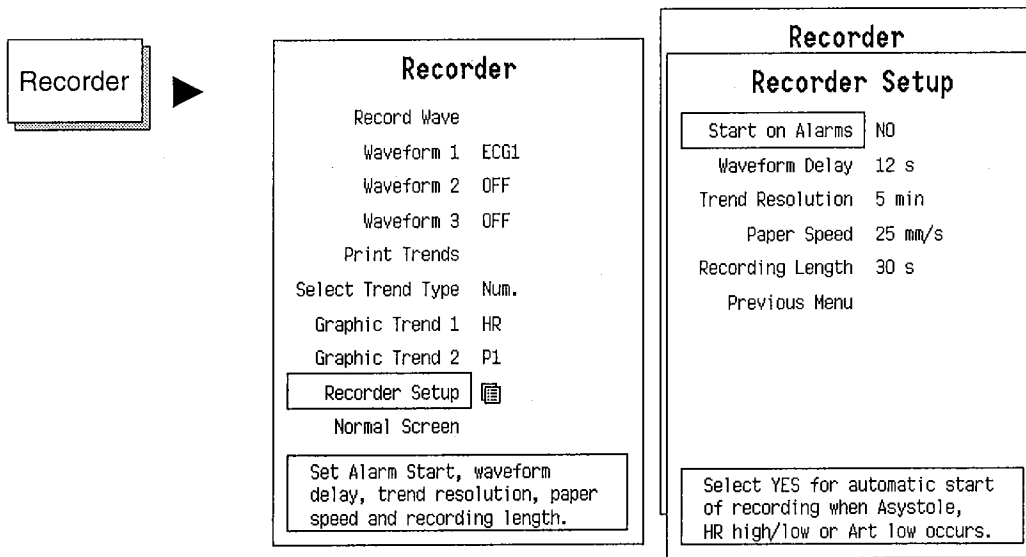 Recorder
Recorder
Record Wave
Waveform 1 ECG1
Waveform 2 OFF
Waveform 3 OFF
Print Trends
Select Trend Type Num.
Graphic Trend 1 HR
Graphic Trend 2 P1
Recorder Setup
Normal Screen
Set Alarm Start, waveform
delay, trend resolution, paper
speed and recording length.
Recorder
Recorder Setup
Start on Alarms NO
Waveform Delay 12 s
Trend Resolution 5 min
Paper Speed 25 mm/s
Recording Length 30 s
Previous Menu
Select YES for automatic start
of recording when Asystole,
HR high/low or Art low occurs.